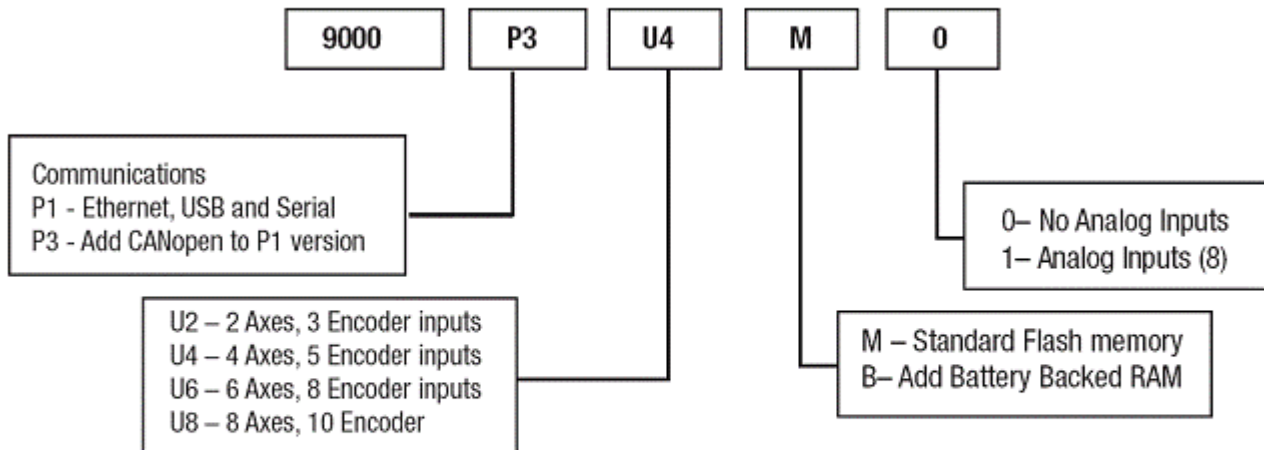 9000 P3 U4 M 0
Communications
P1 - Ethernet, USB and Serial
P3 - Add CANopen to P1 version
0– No Analog Inputs
1– Analog Inputs (8)
U2 – 2 Axes, 3 Encoder inputs
U4 – 4 Axes, 5 Encoder inputs
U6 – 6 Axes, 8 Encoder inputs
U8 – 8 Axes, 10 Encoder
M – Standard Flash memory
B– Add Battery Backed RAM